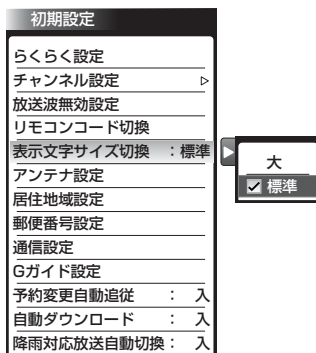 初期設定
らくらく設定
チャンネル設定
放送波無効設定
リモコンコード切換
表示文字サイズ切換 ：標準
大
標準
アンテナ設定
居住地域設定
郵便番号設定
通信設定
Gガイド設定
予約変更自動追従 ： 入
自動ダウンロード ： 入
降雨対応放送自動切換： 入